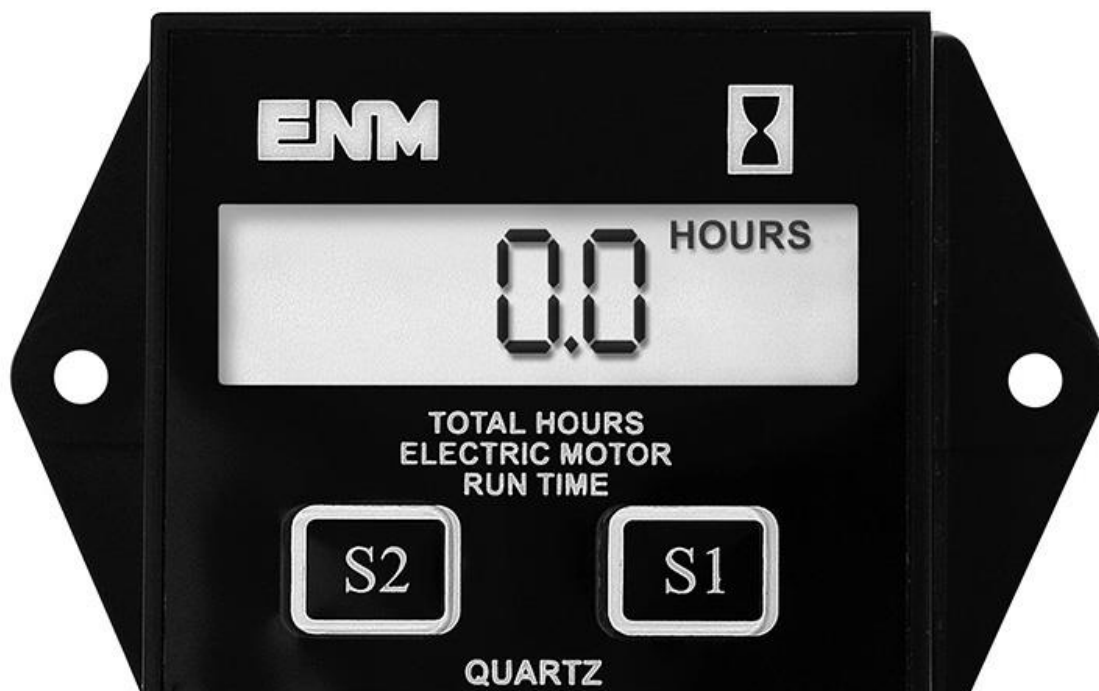 ENM
0.0 HOURS
TOTAL HOURS
ELECTRIC MOTOR
RUN TIME
S2 S1
QUARTZ